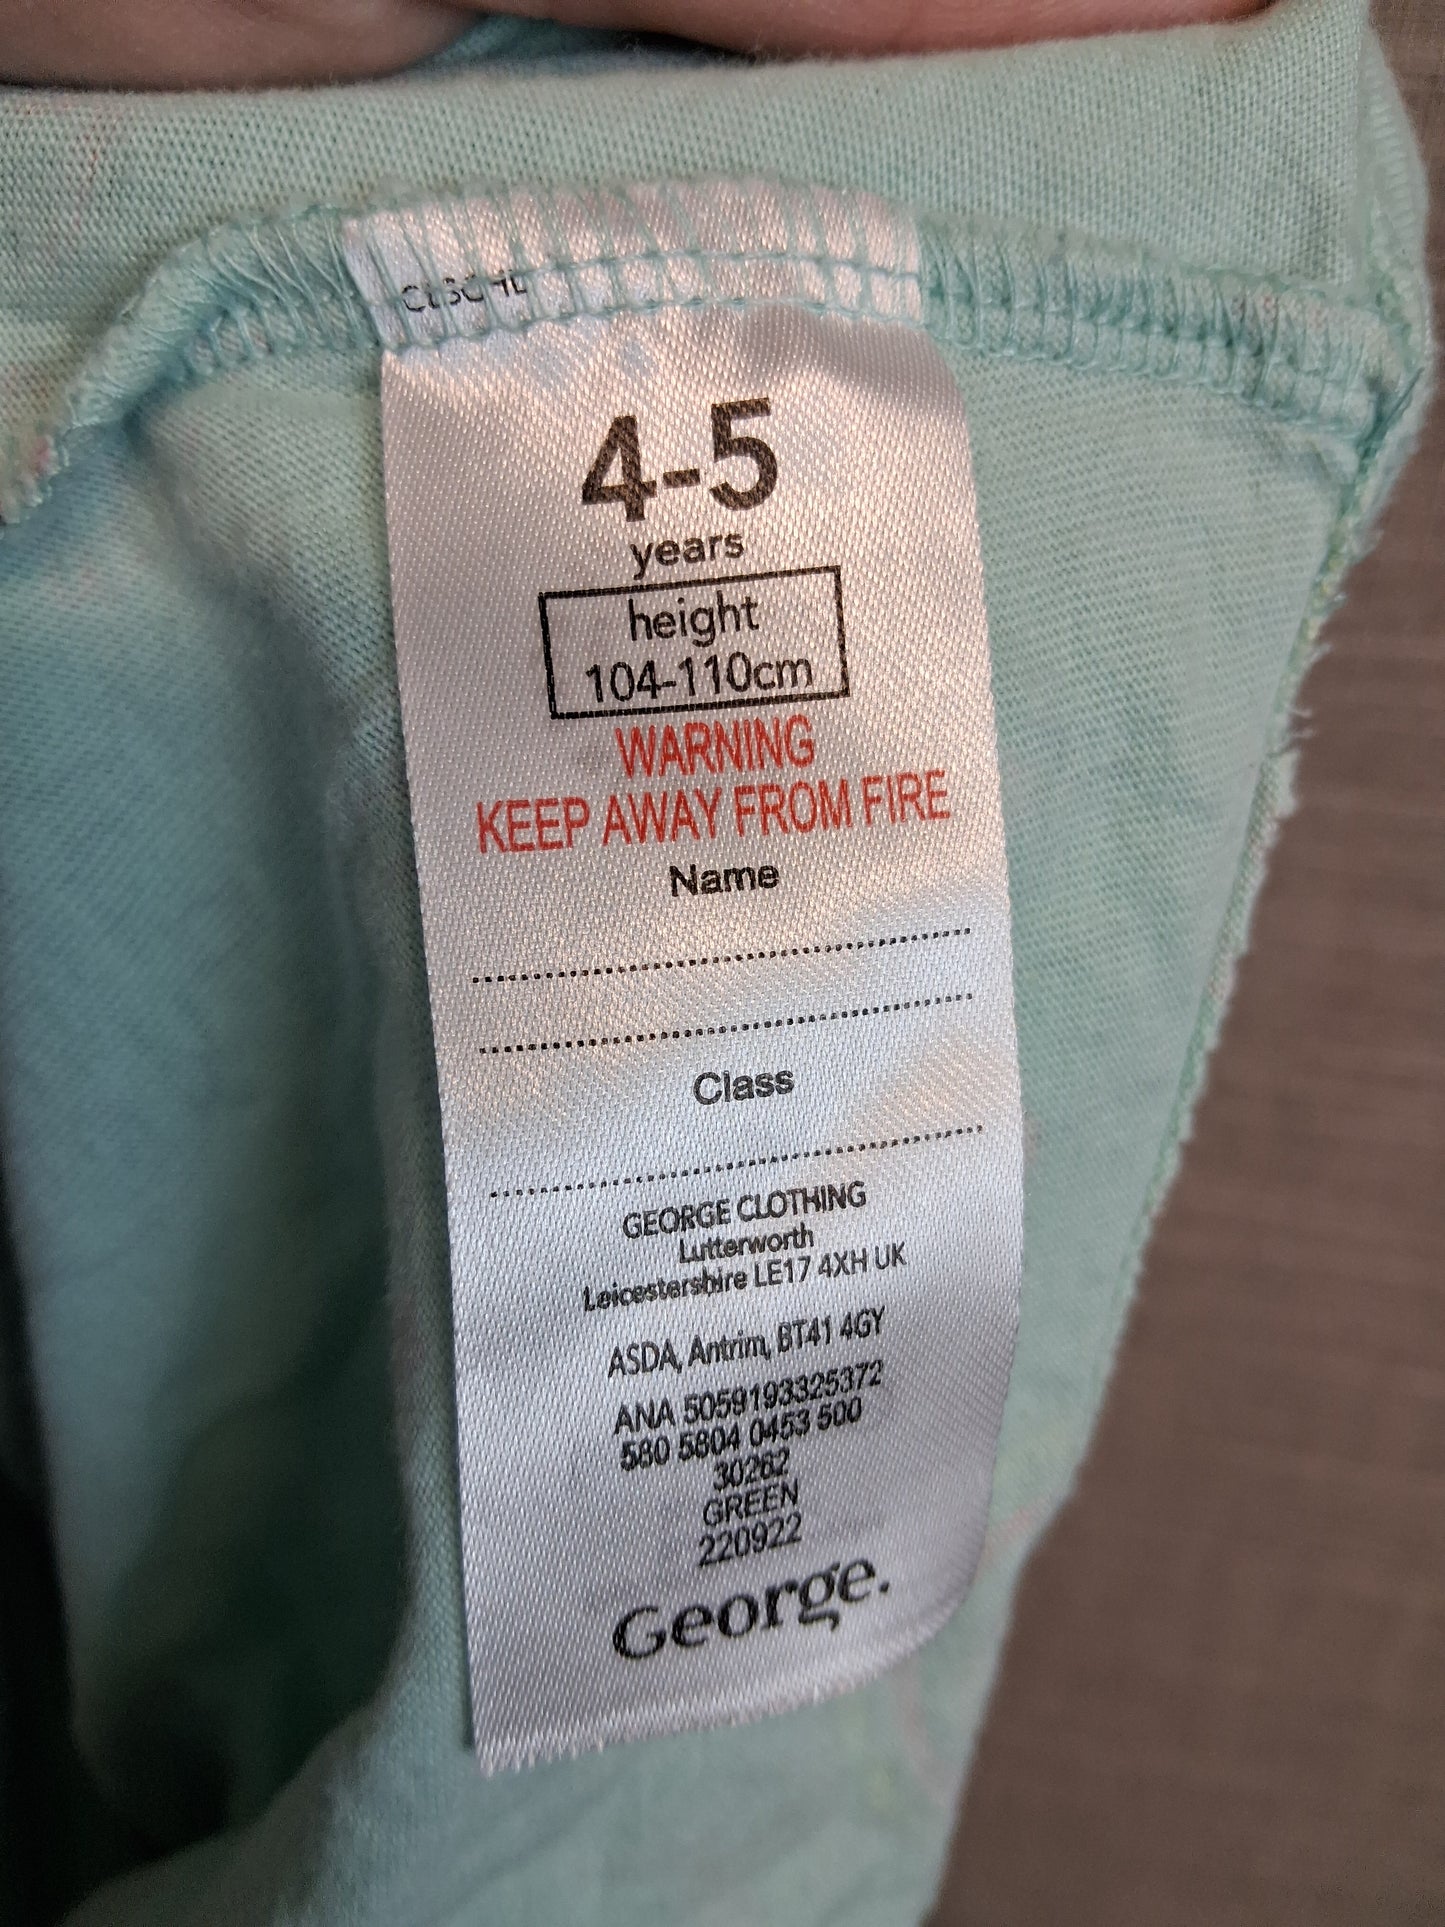 4-5
years
height
104-110cm
WARNING
KEEP AWAY FROM FIRE
Name
Class
GEORGE CLOTHING
Lutterworth
Leicestershire LE17 4XH UK
ASDA, Antrim, BT41 4GY
ANA 5059193325372
580 5804 0453 500
30262
GREEN
220922
George.